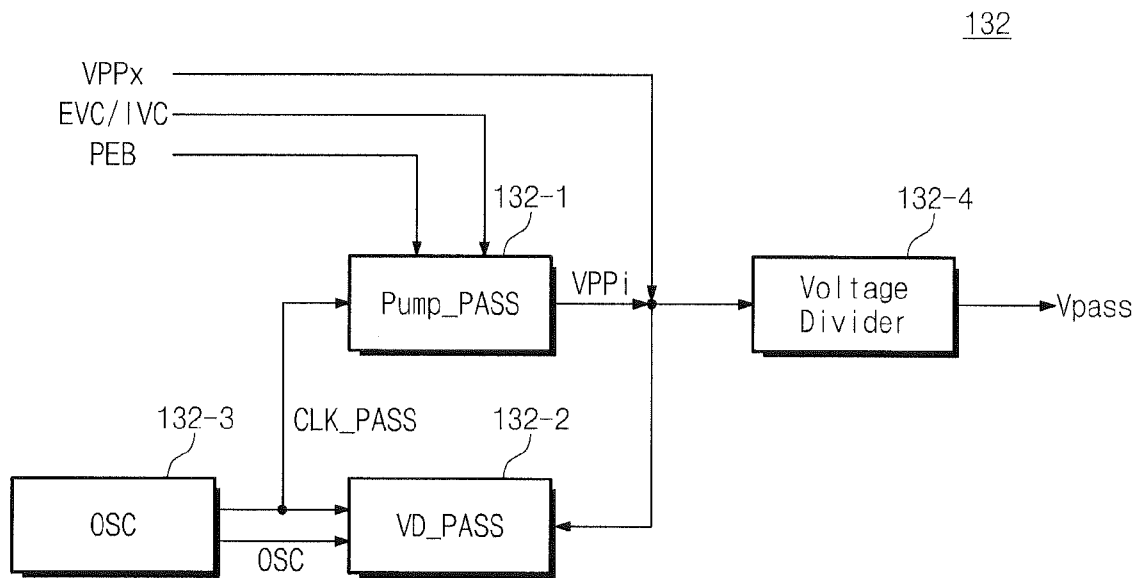 132
VPPx
EVC/IVC
PEB
132-1
132-4
Pump_PASS
VPPi
Voltage
Divider
Vpass
CLK_PASS
132-3
132-2
OSC
VD_PASS
OSC